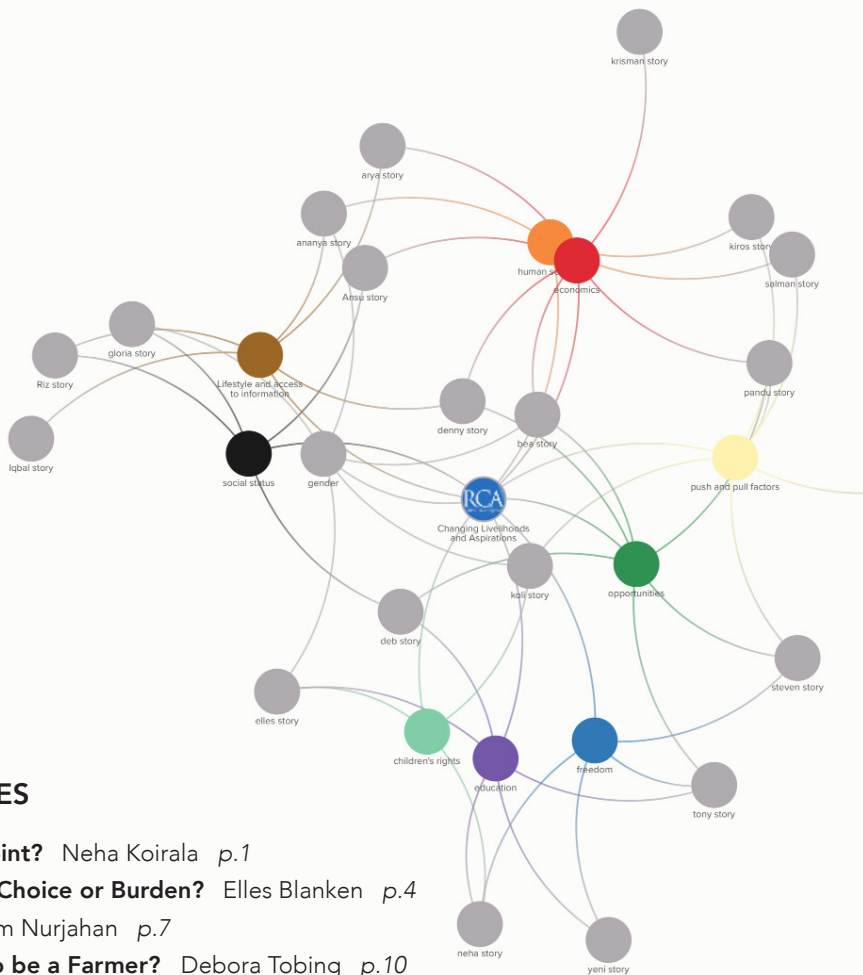 krisman story
arya story
ananya story
Ansu story
human s
economics
kiros story
salman story
gloria story
Riz story
Lifestyle and access
to information
Iqbal story
denny story
bea story
pandu story
social status
gender
RCA
Changing Livelihoods
and Aspirations
push and pull factors
koli story
opportunities
deb story
elles story
steven story
children's rights
education
freedom
tony story
neha story
yeni story
ES
int? Neha Koirala p.1
Choice or Burden? Elles Blanken p.4
m Nurjahan p.7
o be a Farmer? Debora Tobing p.10